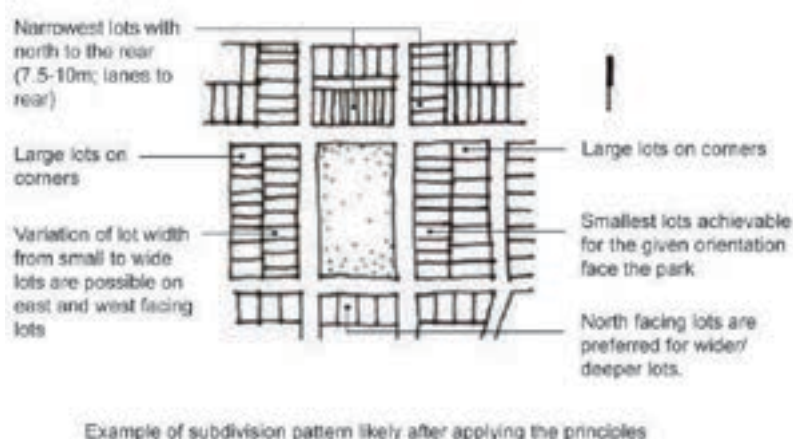 Narrowest lots with
north to the rear
(7.5-10m; lanes to
rear)
Large lots on
corners
Variation of lot width
from small to wide
lots are possible on
east and west facing
lots
Large lots on corners
Smallest lots achievable
for the given orientation
face the park
North facing lots are
preferred for wider/
deeper lots.
Example of subdivision pattern likely after applying the principles